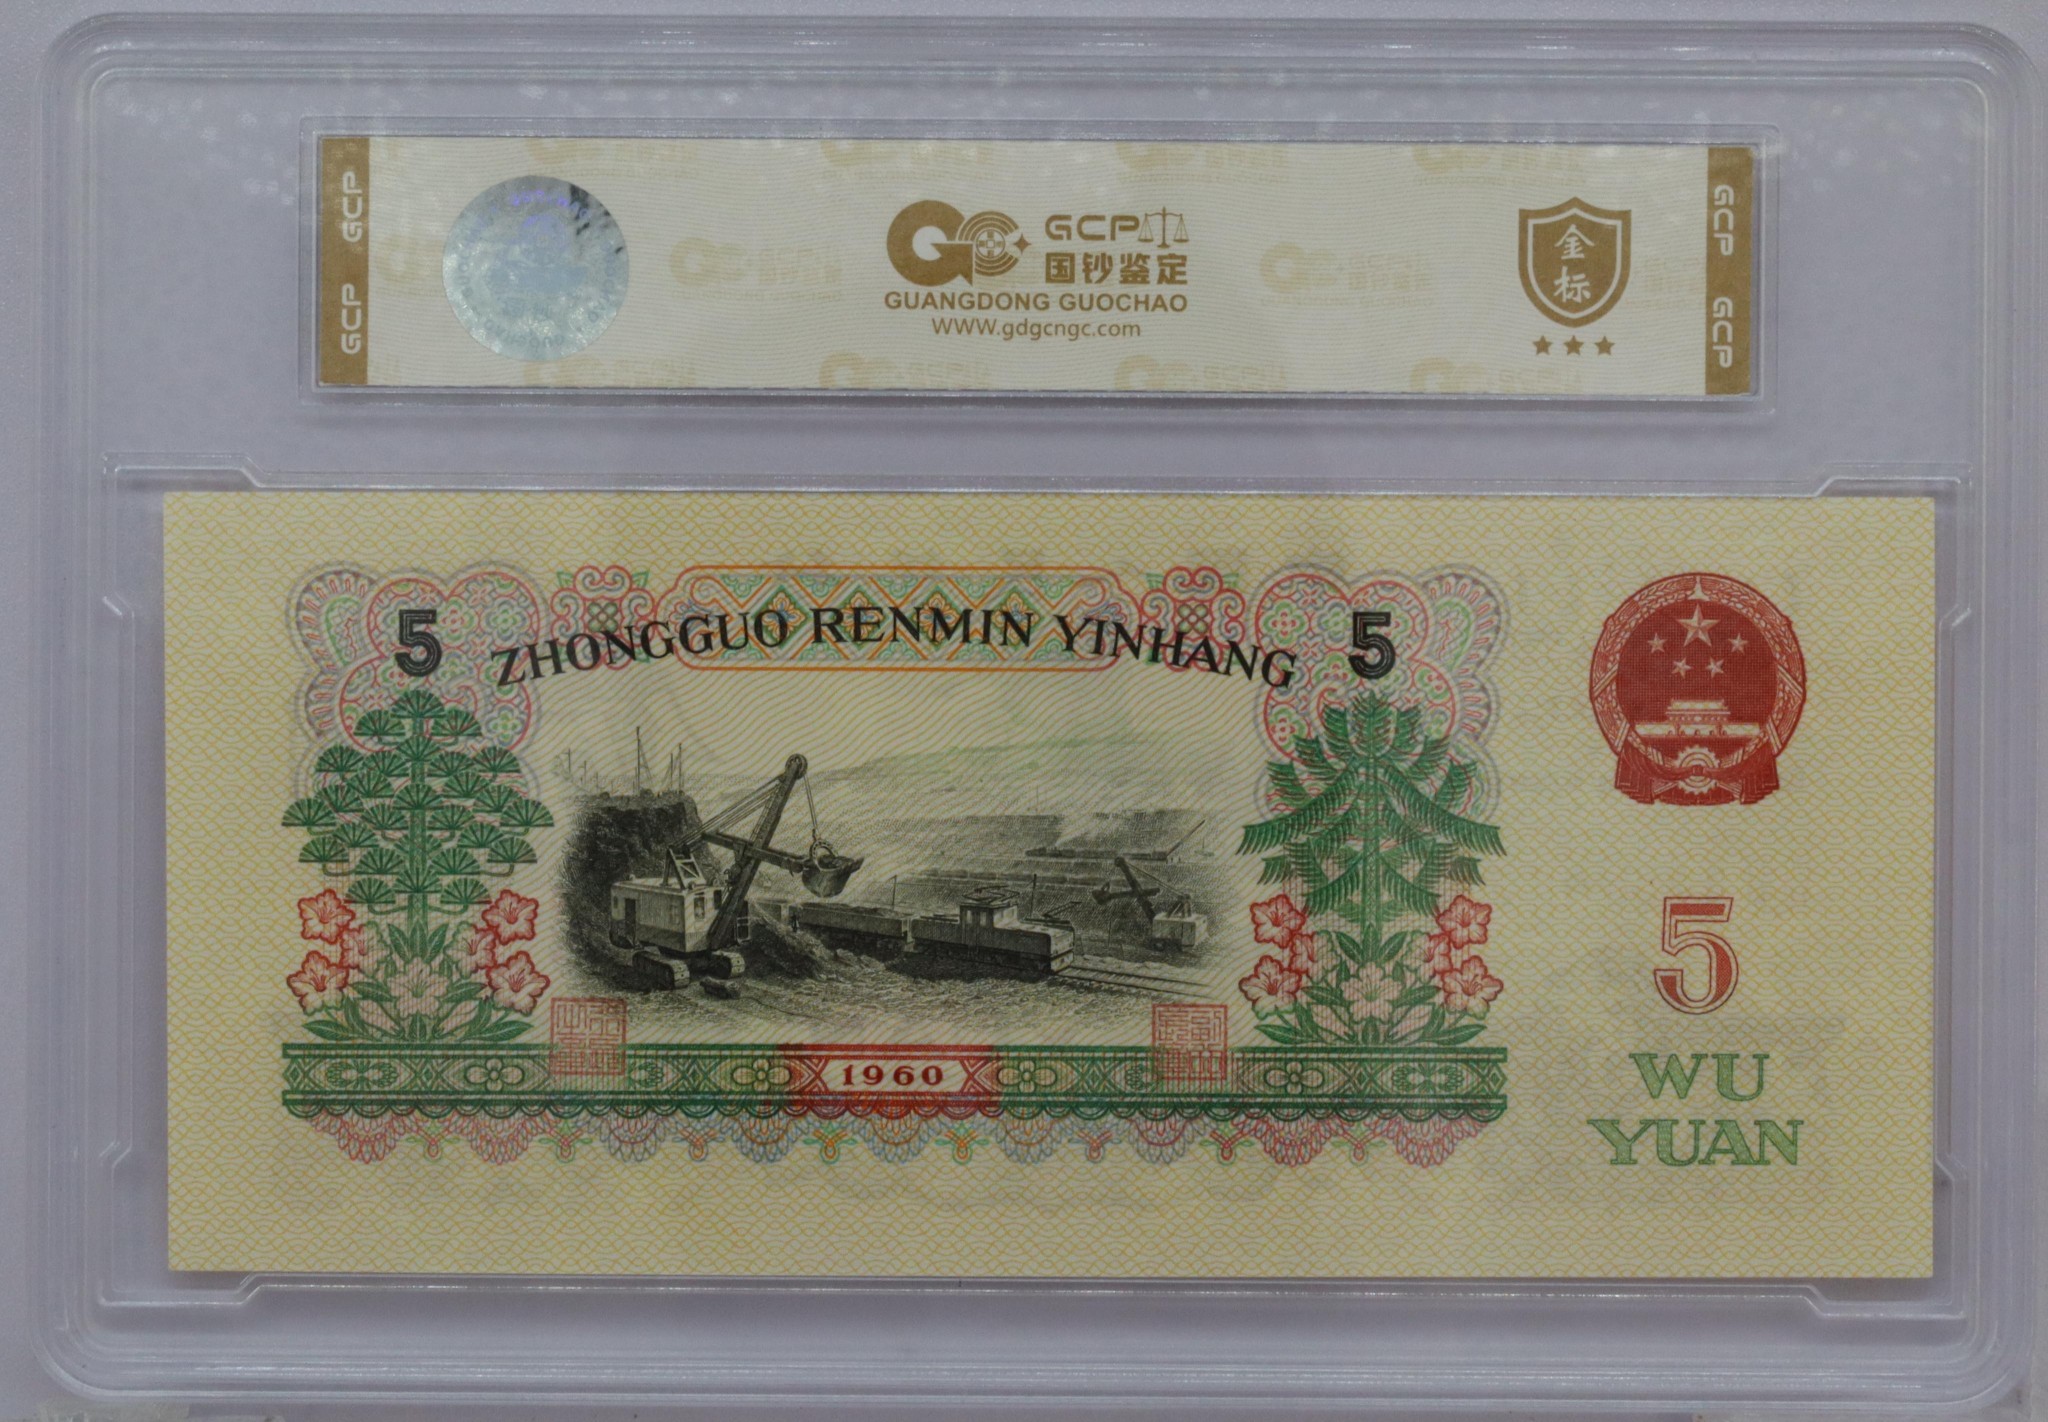 GCP
GCP
GCP
国钞鉴定
GUANGDONG GUOCHAO
WWW.gdgcngc.com
金
标
GCP
GCP
5
ZHONGGUO RENMIN YINHANG
5
5
WU
YUAN
1960